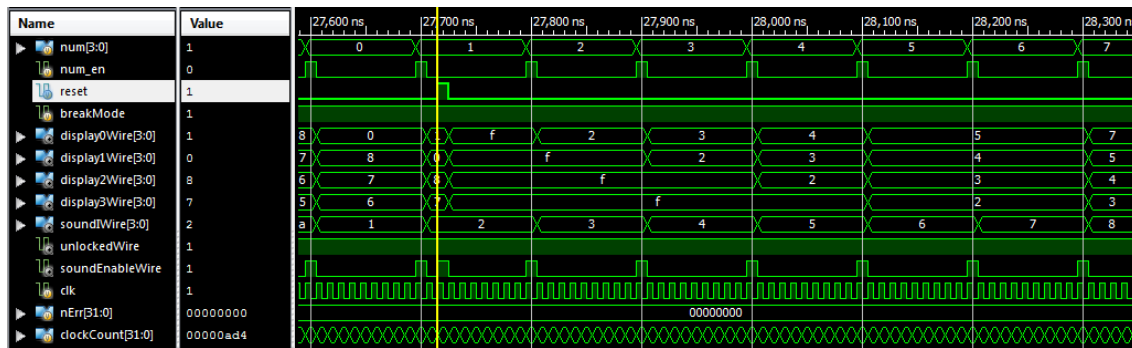 Name Value 27,600 ns 27,700 ns 27,800 ns 27,900 ns 28,000 ns 28,100 ns 28,200 ns 28,300 n
num[3:0] 1 0 1 2 3 4 5 6 7
num_en 0
reset 1
breakMode 1
display0Wire[3:0] 1 8 0 1 f 2 3 4 5 7
display1Wire[3:0] 0 7 8 0 f 2 3 4 5
display2Wire[3:0] 8 6 7 8 f 2 3 4
display3Wire[3:0] 7 5 6 7 f 2 3
soundIWire[3:0] 2 a 1 2 3 4 5 6 7 8
unlockedWire 1
soundEnableWire 1
clk 1
nErr[31:0] 00000000 00000000
clockCount[31:0] 00000ad4